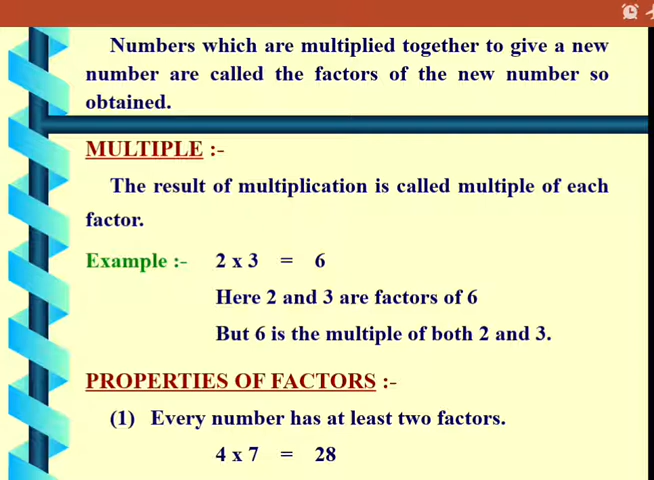 Numbers which are multiplied together to give a new
number are called the factors of the new number so
obtained.
MULTIPLE :-
The result of multiplication is called multiple of each
factor.
Example :- 2 x 3 = 6
Here 2 and 3 are factors of 6
But 6 is the multiple of both 2 and 3.
PROPERTIES OF FACTORS :-
(1) Every number has at least two factors.
4 x 7 = 28